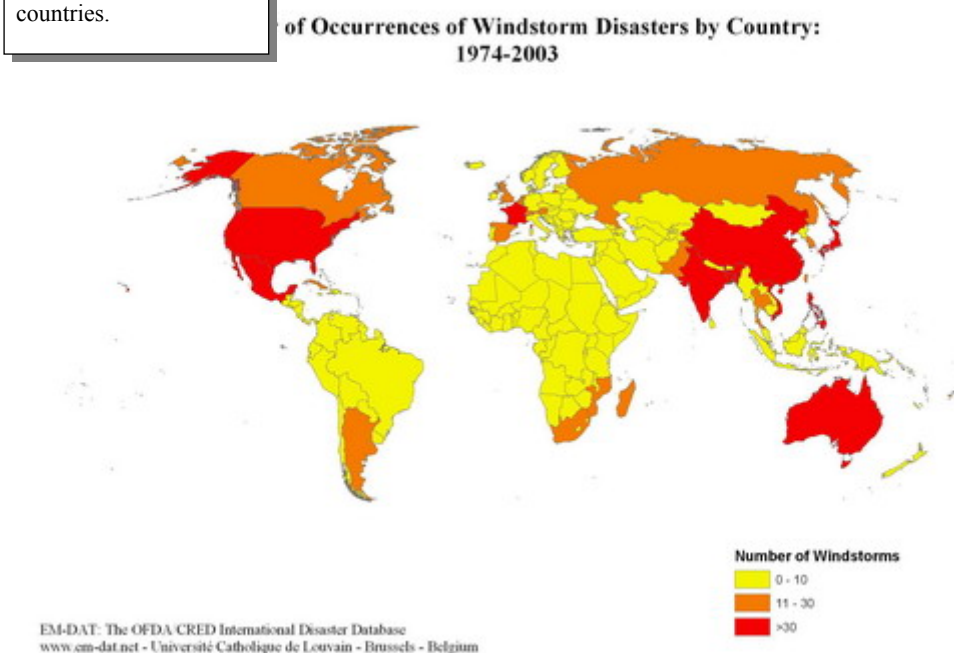 countries.
of Occurrences of Windstorm Disasters by Country:
1974-2003
Number of Windstorms
0 - 10
11 - 30
>30
EM-DAT: The OFDA/CRED International Disaster Database
www.em-dat.net - Université Catholique de Louvain - Brussels - Belgium